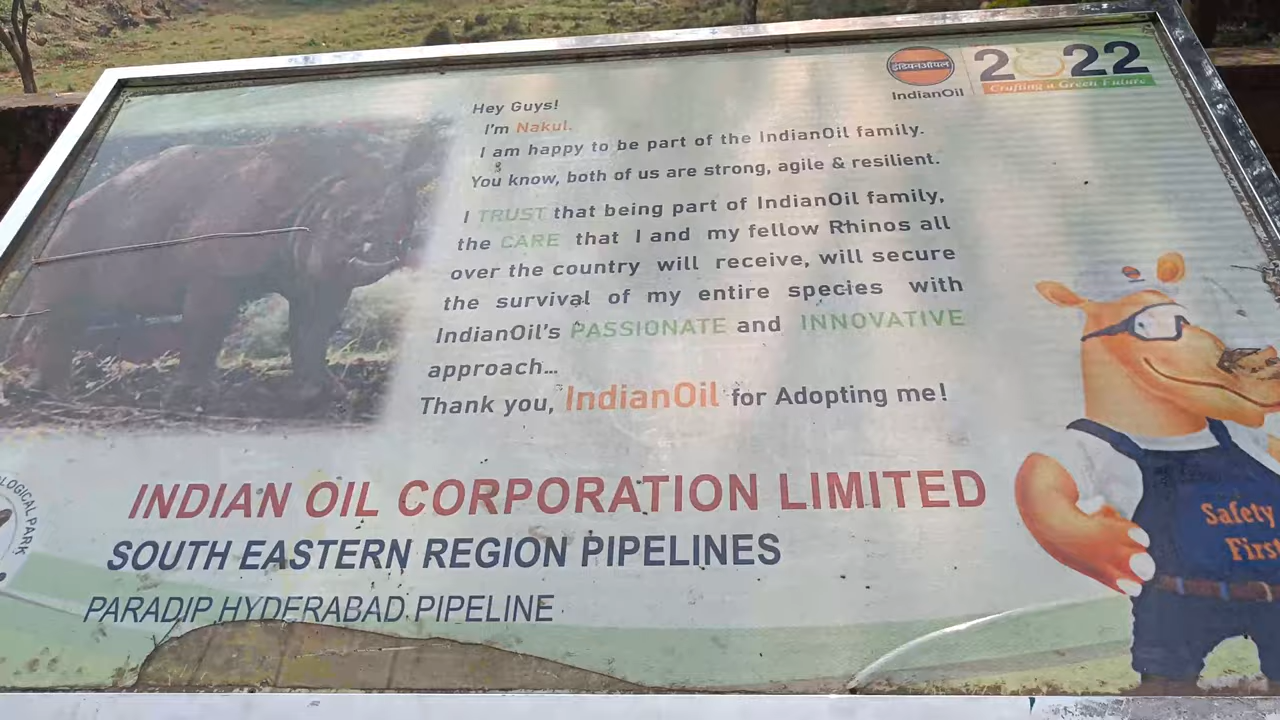 इंडियनऑयल
IndianOil
2022
Crafting a Green Future
Hey Guys!
I'm Nakul.
I am happy to be part of the IndianOil family.
You know, both of us are strong, agile & resilient.
I TRUST that being part of IndianOil family,
the CARE that I and my fellow Rhinos all
over the country will receive, will secure
the survival of my entire species with
IndianOil's PASSIONATE and INNOVATIVE
approach...
Thank you, IndianOil for Adopting me!
INDIAN OIL CORPORATION LIMITED
SOUTH EASTERN REGION PIPELINES
PARADIP HYDERABAD PIPELINE
LOGICAL PARK
Safety
First